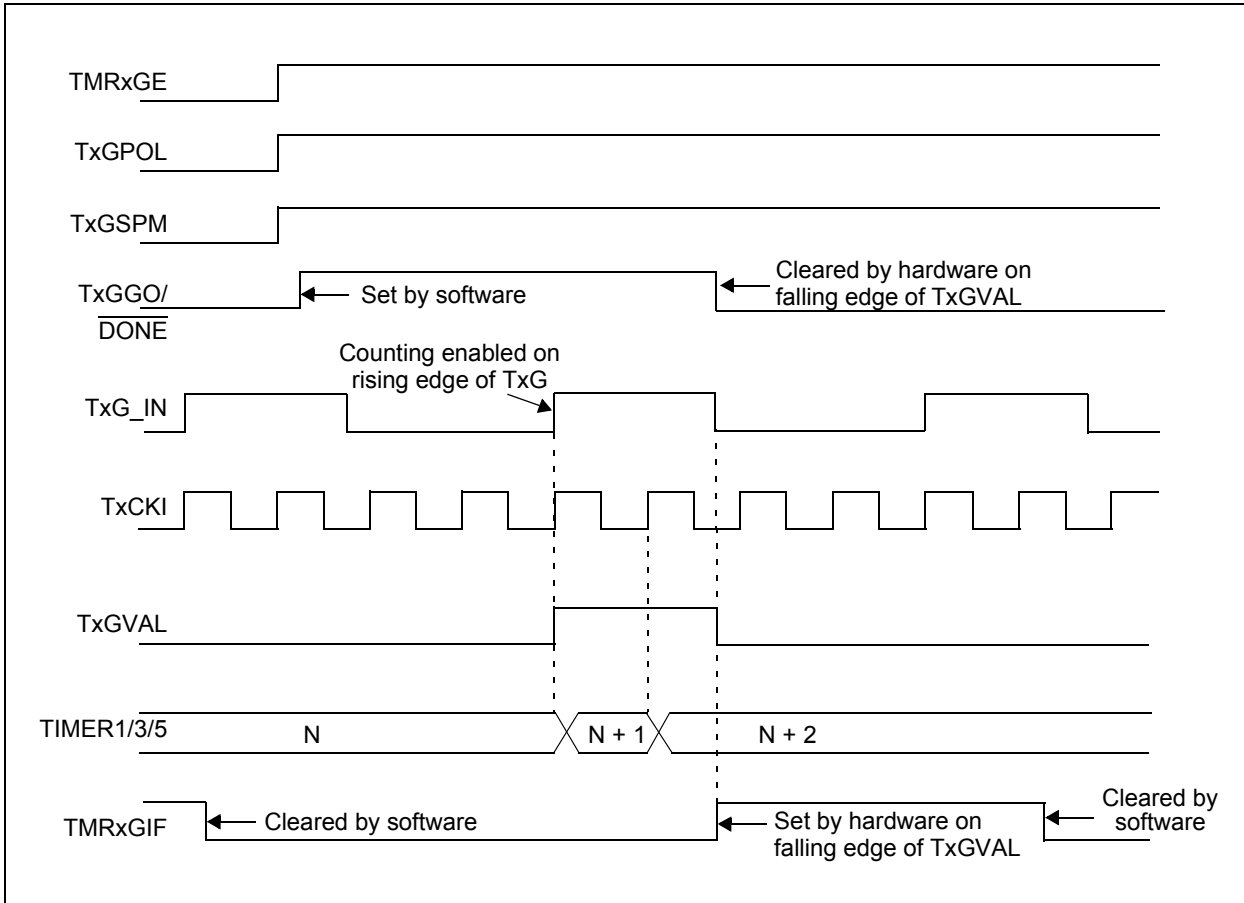 TMRxGE
TxGPOL
TxGSPM
TxGGO/
DONE
Set by software
Cleared by hardware on
falling edge of TxGVAL
Counting enabled on
rising edge of TxG
TxG_IN
TxCKI
TxGVAL
TIMER1/3/5
N
N + 1
N + 2
TMRxGIF
Cleared by software
Set by hardware on
falling edge of TxGVAL
Cleared by
software